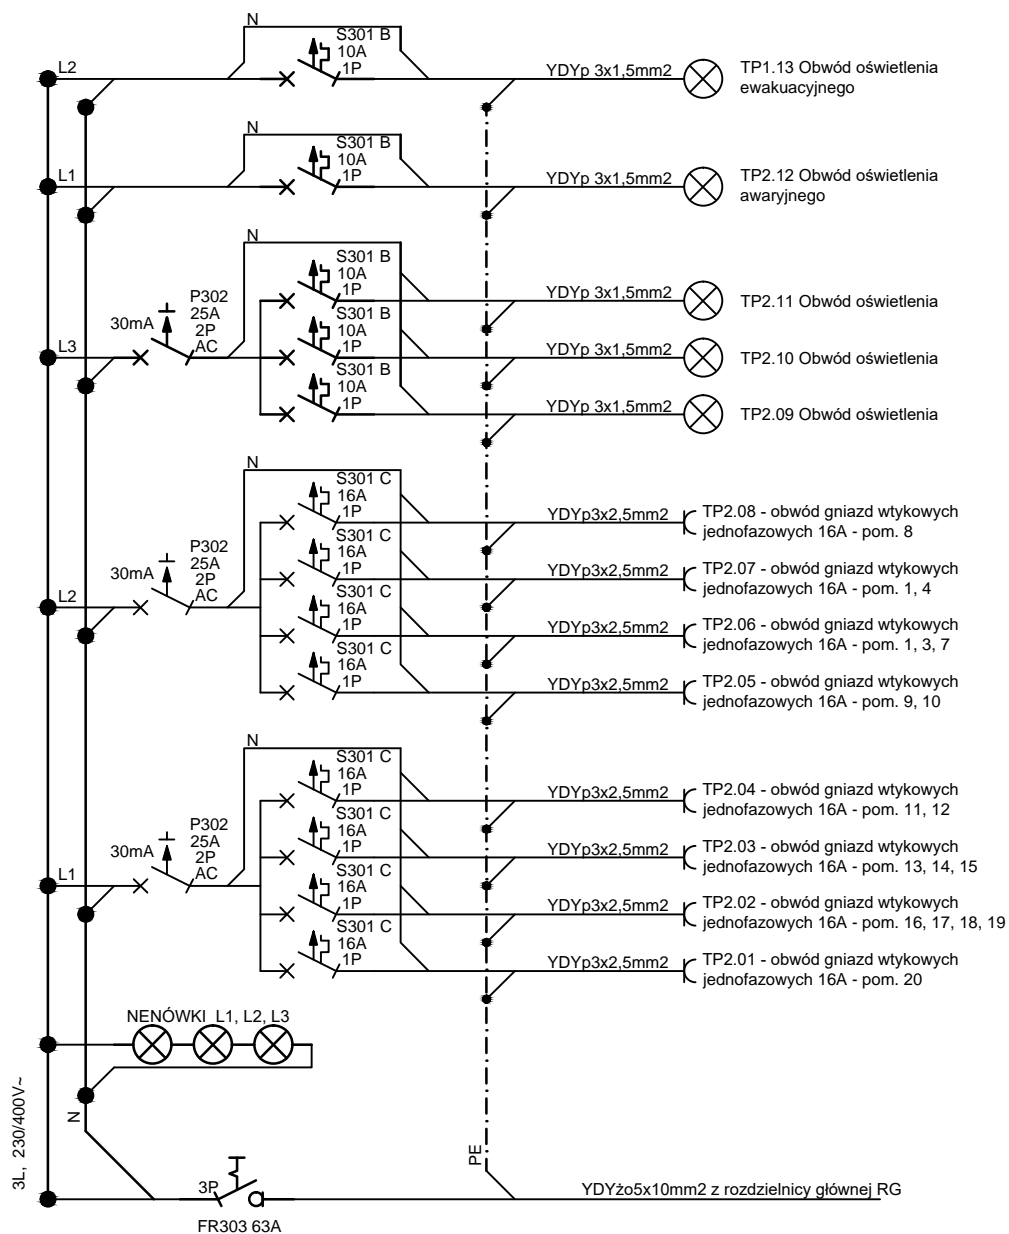 N
S301 B
10A
1P
L2
YDYp 3x1,5mm2
TP1.13 Obwód oświetlenia
ewakuacyjnego
N
S301 B
10A
1P
L1
YDYp 3x1,5mm2
TP2.12 Obwód oświetlenia
awaryjnego
N
S301 B
10A
1P
YDYp 3x1,5mm2
TP2.11 Obwód oświetlenia
P302
25A
2P
AC
30mA
L3
S301 B
10A
1P
YDYp 3x1,5mm2
TP2.10 Obwód oświetlenia
S301 B
10A
1P
YDYp 3x1,5mm2
TP2.09 Obwód oświetlenia
N
S301 C
16A
1P
YDYp3x2,5mm2
TP2.08 - obwód gniazd wtykowych
jednofazowych 16A - pom. 8
P302
25A
2P
AC
30mA
L2
S301 C
16A
1P
YDYp3x2,5mm2
TP2.07 - obwód gniazd wtykowych
jednofazowych 16A - pom. 1, 4
S301 C
16A
1P
YDYp3x2,5mm2
TP2.06 - obwód gniazd wtykowych
jednofazowych 16A - pom. 1, 3, 7
S301 C
16A
1P
YDYp3x2,5mm2
TP2.05 - obwód gniazd wtykowych
jednofazowych 16A - pom. 9, 10
N
S301 C
16A
1P
YDYp3x2,5mm2
TP2.04 - obwód gniazd wtykowych
jednofazowych 16A - pom. 11, 12
P302
25A
2P
AC
30mA
L1
S301 C
16A
1P
YDYp3x2,5mm2
TP2.03 - obwód gniazd wtykowych
jednofazowych 16A - pom. 13, 14, 15
S301 C
16A
1P
YDYp3x2,5mm2
TP2.02 - obwód gniazd wtykowych
jednofazowych 16A - pom. 16, 17, 18, 19
S301 C
16A
1P
YDYp3x2,5mm2
TP2.01 - obwód gniazd wtykowych
jednofazowych 16A - pom. 20
NENÓWKI L1, L2, L3
3L, 230/400V~
N
PE
3P
FR303 63A
YDYżo5x10mm2 z rozdzielnicy głównej RG